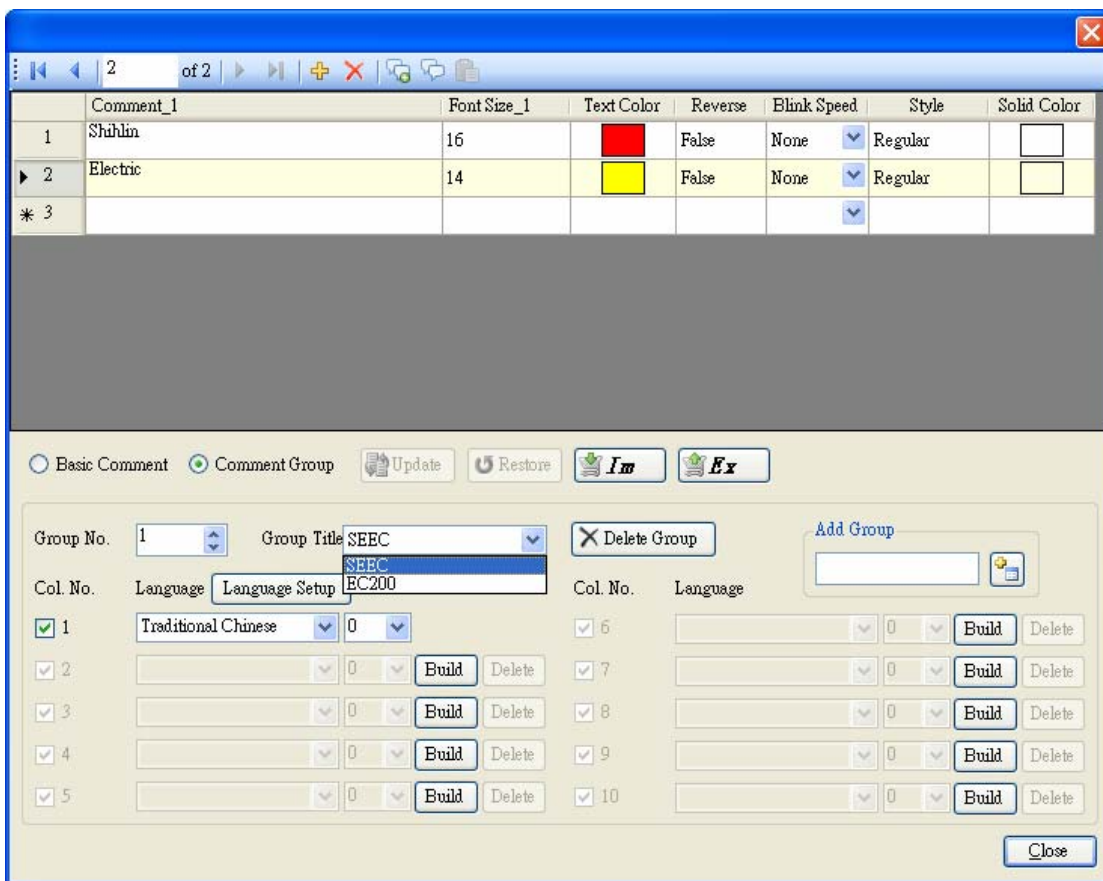 2 of 2
Comment_1 Font Size_1 Text Color Reverse Blink Speed Style Solid Color
1 Shihlin 16 False None Regular
2 Electric 14 False None Regular
* 3
Basic Comment Comment Group Update Restore Im Ex
Group No. 1 Group Title SEEC Delete Group Add Group
SEEC
EC200
Col. No. Language Language Setup Col. No. Language
1 Traditional Chinese 0 6 0 Build Delete
2 0 Build Delete 7 0 Build Delete
3 0 Build Delete 8 0 Build Delete
4 0 Build Delete 9 0 Build Delete
5 0 Build Delete 10 0 Build Delete
Close